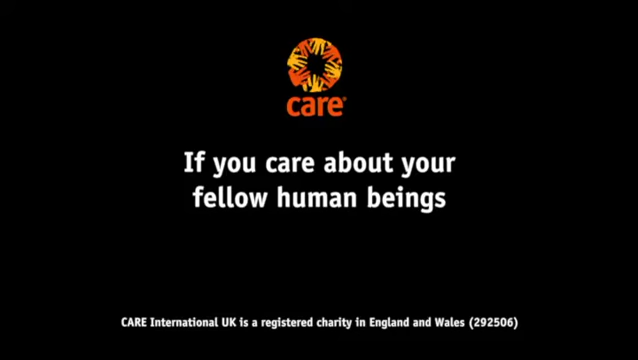 care®
If you care about your
fellow human beings
CARE International UK is a registered charity in England and Wales (292506)